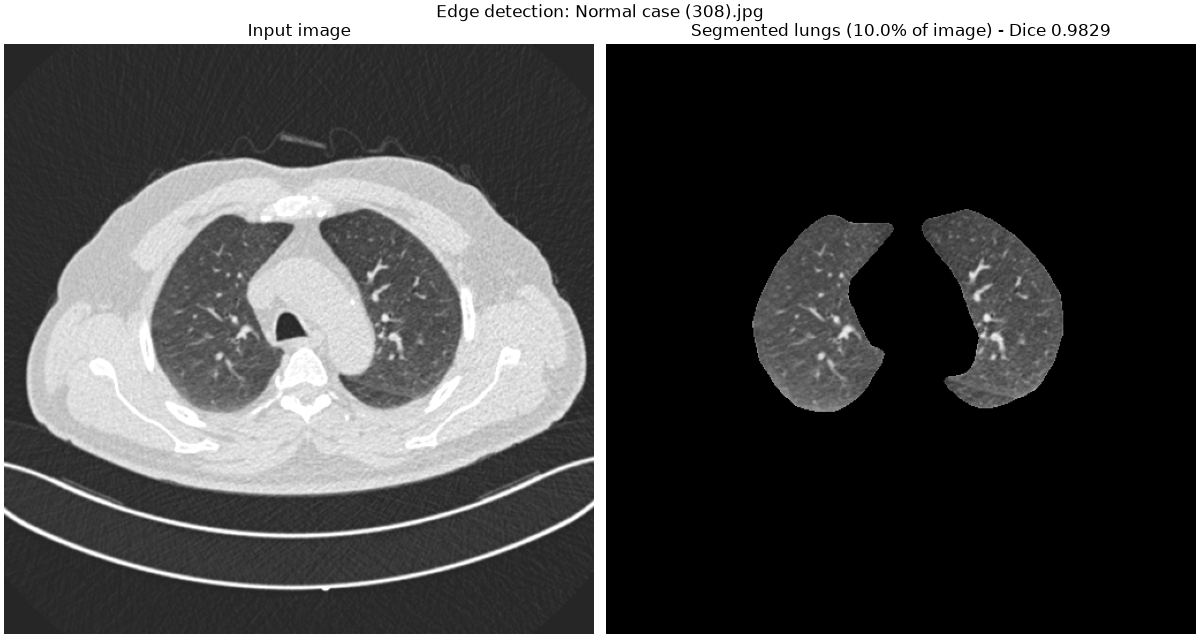 Edge detection: Normal case (308).jpg
Input image
Segmented lungs (10.0% of image) - Dice 0.9829